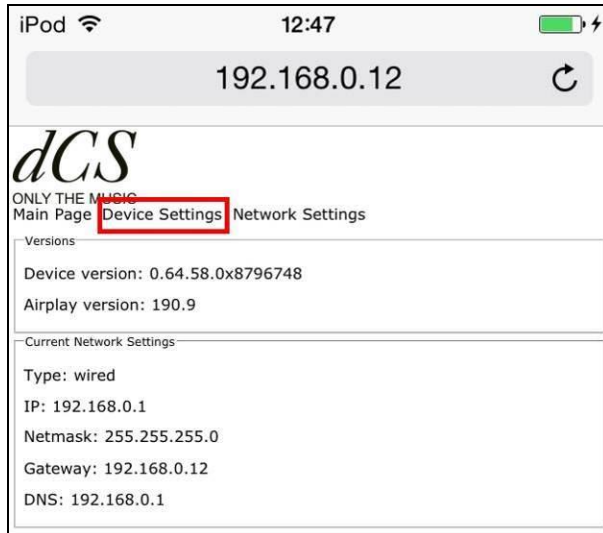 iPod 12:47
192.168.0.12
dCS
ONLY THE MUSIC
Main Page Device Settings Network Settings
Versions
Device version: 0.64.58.0x8796748
Airplay version: 190.9
Current Network Settings
Type: wired
IP: 192.168.0.1
Netmask: 255.255.255.0
Gateway: 192.168.0.12
DNS: 192.168.0.1